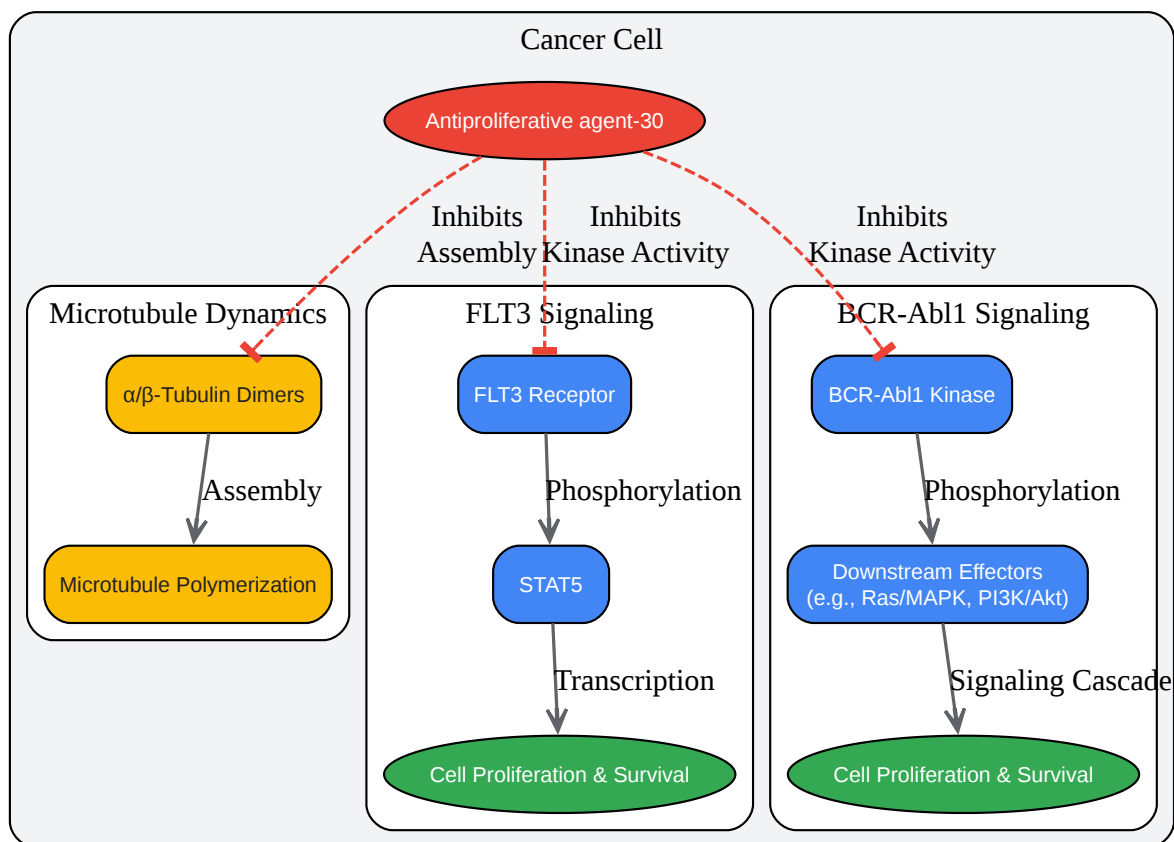 Cancer Cell
Antiproliferative agent-30
Inhibits
Assembly
Inhibits
Kinase Activity
Inhibits
Kinase Activity
Microtubule Dynamics
FLT3 Signaling
BCR-Abl1 Signaling
α/β-Tubulin Dimers
FLT3 Receptor
BCR-Abl1 Kinase
Assembly
Phosphorylation
Phosphorylation
Microtubule Polymerization
STAT5
Downstream Effectors
(e.g., Ras/MAPK, PI3K/Akt)
Transcription
Signaling Cascade
Cell Proliferation & Survival
Cell Proliferation & Survival